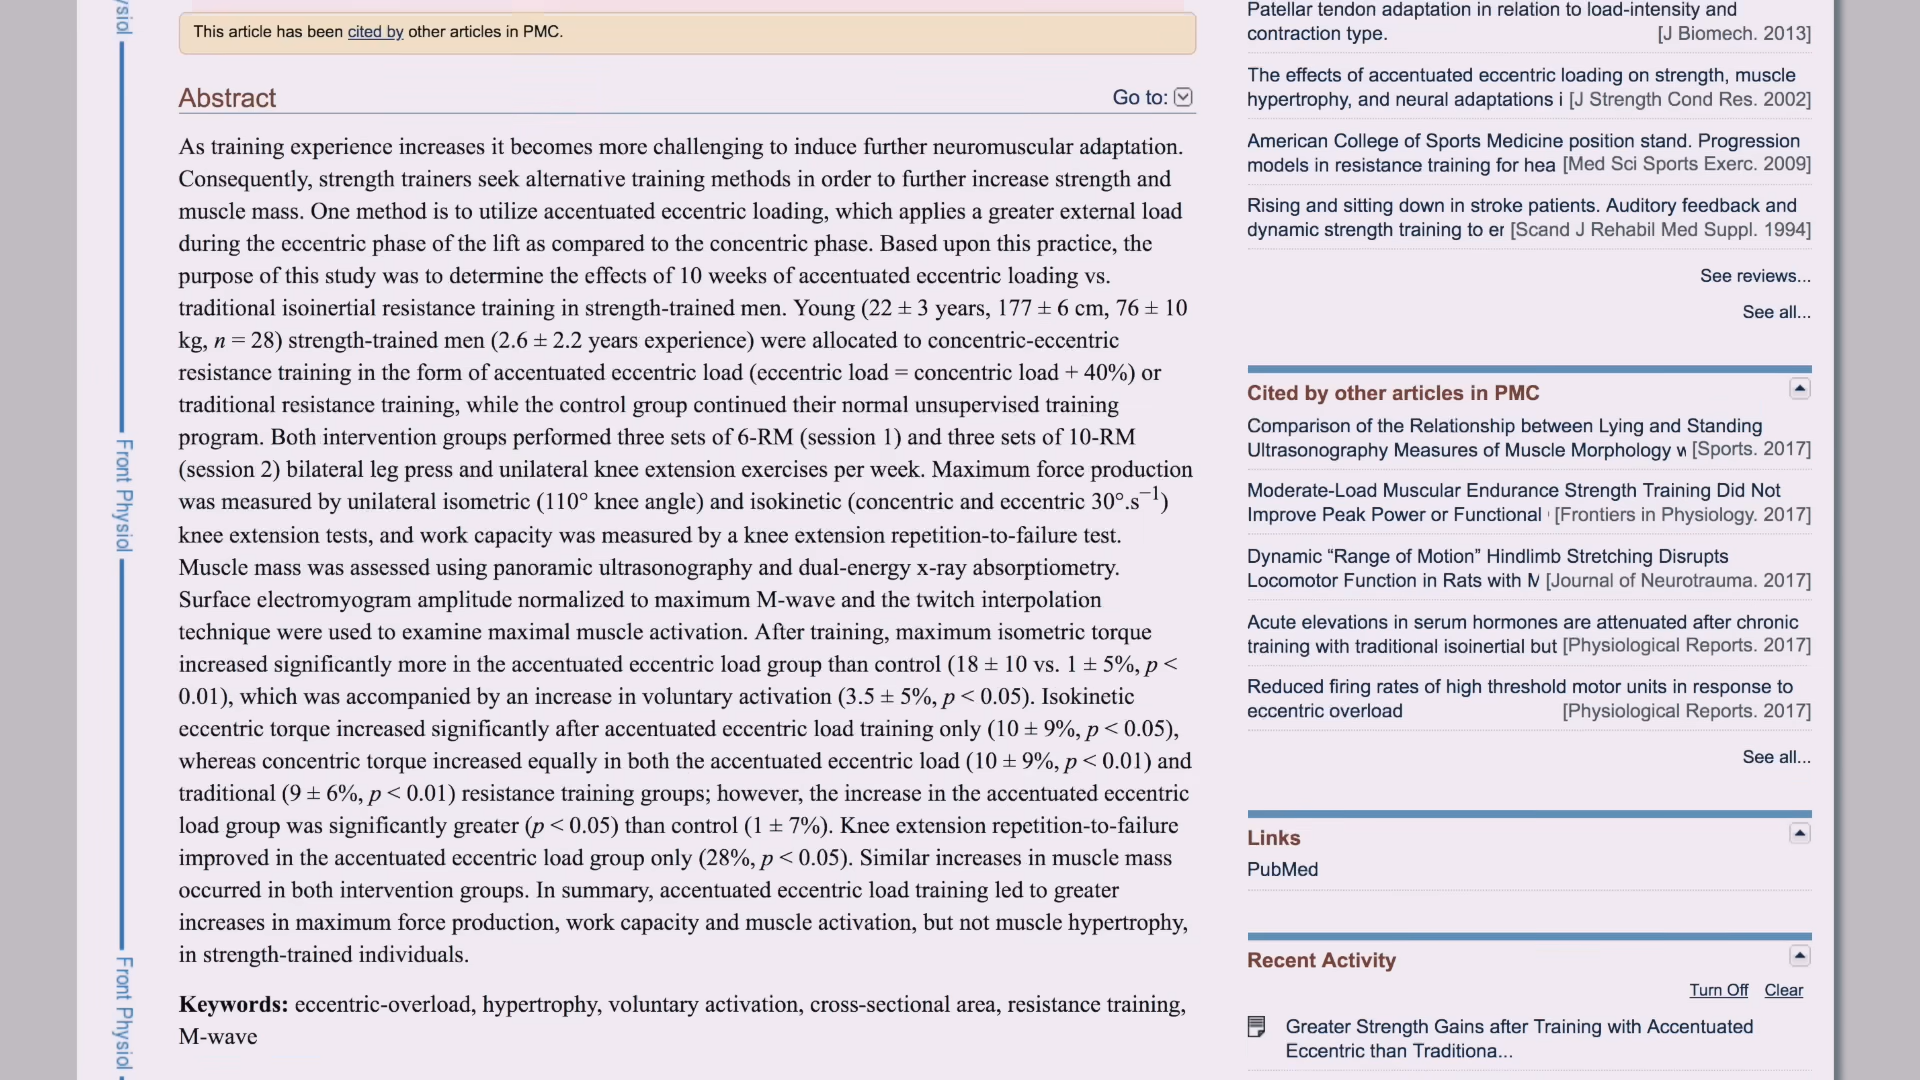 ysiol
Front Physiol
Front Physiol
This article has been cited by other articles in PMC.
Abstract
Go to:
As training experience increases it becomes more challenging to induce further neuromuscular adaptation.
Consequently, strength trainers seek alternative training methods in order to further increase strength and
muscle mass. One method is to utilize accentuated eccentric loading, which applies a greater external load
during the eccentric phase of the lift as compared to the concentric phase. Based upon this practice, the
purpose of this study was to determine the effects of 10 weeks of accentuated eccentric loading vs.
traditional isoinertial resistance training in strength-trained men. Young (22 ± 3 years, 177 ± 6 cm, 76 ± 10
kg, n = 28) strength-trained men (2.6 ± 2.2 years experience) were allocated to concentric-eccentric
resistance training in the form of accentuated eccentric load (eccentric load = concentric load + 40%) or
traditional resistance training, while the control group continued their normal unsupervised training
program. Both intervention groups performed three sets of 6-RM (session 1) and three sets of 10-RM
(session 2) bilateral leg press and unilateral knee extension exercises per week. Maximum force production
was measured by unilateral isometric (110° knee angle) and isokinetic (concentric and eccentric 30°.s−1)
knee extension tests, and work capacity was measured by a knee extension repetition-to-failure test.
Muscle mass was assessed using panoramic ultrasonography and dual-energy x-ray absorptiometry.
Surface electromyogram amplitude normalized to maximum M-wave and the twitch interpolation
technique were used to examine maximal muscle activation. After training, maximum isometric torque
increased significantly more in the accentuated eccentric load group than control (18 ± 10 vs. 1 ± 5%, p <
0.01), which was accompanied by an increase in voluntary activation (3.5 ± 5%, p < 0.05). Isokinetic
eccentric torque increased significantly after accentuated eccentric load training only (10 ± 9%, p < 0.05),
whereas concentric torque increased equally in both the accentuated eccentric load (10 ± 9%, p < 0.01) and
traditional (9 ± 6%, p < 0.01) resistance training groups; however, the increase in the accentuated eccentric
load group was significantly greater (p < 0.05) than control (1 ± 7%). Knee extension repetition-to-failure
improved in the accentuated eccentric load group only (28%, p < 0.05). Similar increases in muscle mass
occurred in both intervention groups. In summary, accentuated eccentric load training led to greater
increases in maximum force production, work capacity and muscle activation, but not muscle hypertrophy,
in strength-trained individuals.
Keywords: eccentric-overload, hypertrophy, voluntary activation, cross-sectional area, resistance training,
M-wave
Patellar tendon adaptation in relation to load-intensity and
contraction type. [J Biomech. 2013]
The effects of accentuated eccentric loading on strength, muscle
hypertrophy, and neural adaptations i [J Strength Cond Res. 2002]
American College of Sports Medicine position stand. Progression
models in resistance training for hea [Med Sci Sports Exerc. 2009]
Rising and sitting down in stroke patients. Auditory feedback and
dynamic strength training to er [Scand J Rehabil Med Suppl. 1994]
See reviews...
See all...
Cited by other articles in PMC
Comparison of the Relationship between Lying and Standing
Ultrasonography Measures of Muscle Morphology w [Sports. 2017]
Moderate-Load Muscular Endurance Strength Training Did Not
Improve Peak Power or Functional [Frontiers in Physiology. 2017]
Dynamic “Range of Motion” Hindlimb Stretching Disrupts
Locomotor Function in Rats with M [Journal of Neurotrauma. 2017]
Acute elevations in serum hormones are attenuated after chronic
training with traditional isoinertial but [Physiological Reports. 2017]
Reduced firing rates of high threshold motor units in response to
eccentric overload [Physiological Reports. 2017]
See all...
Links
PubMed
Recent Activity
Turn Off Clear
Greater Strength Gains after Training with Accentuated
Eccentric than Traditiona...